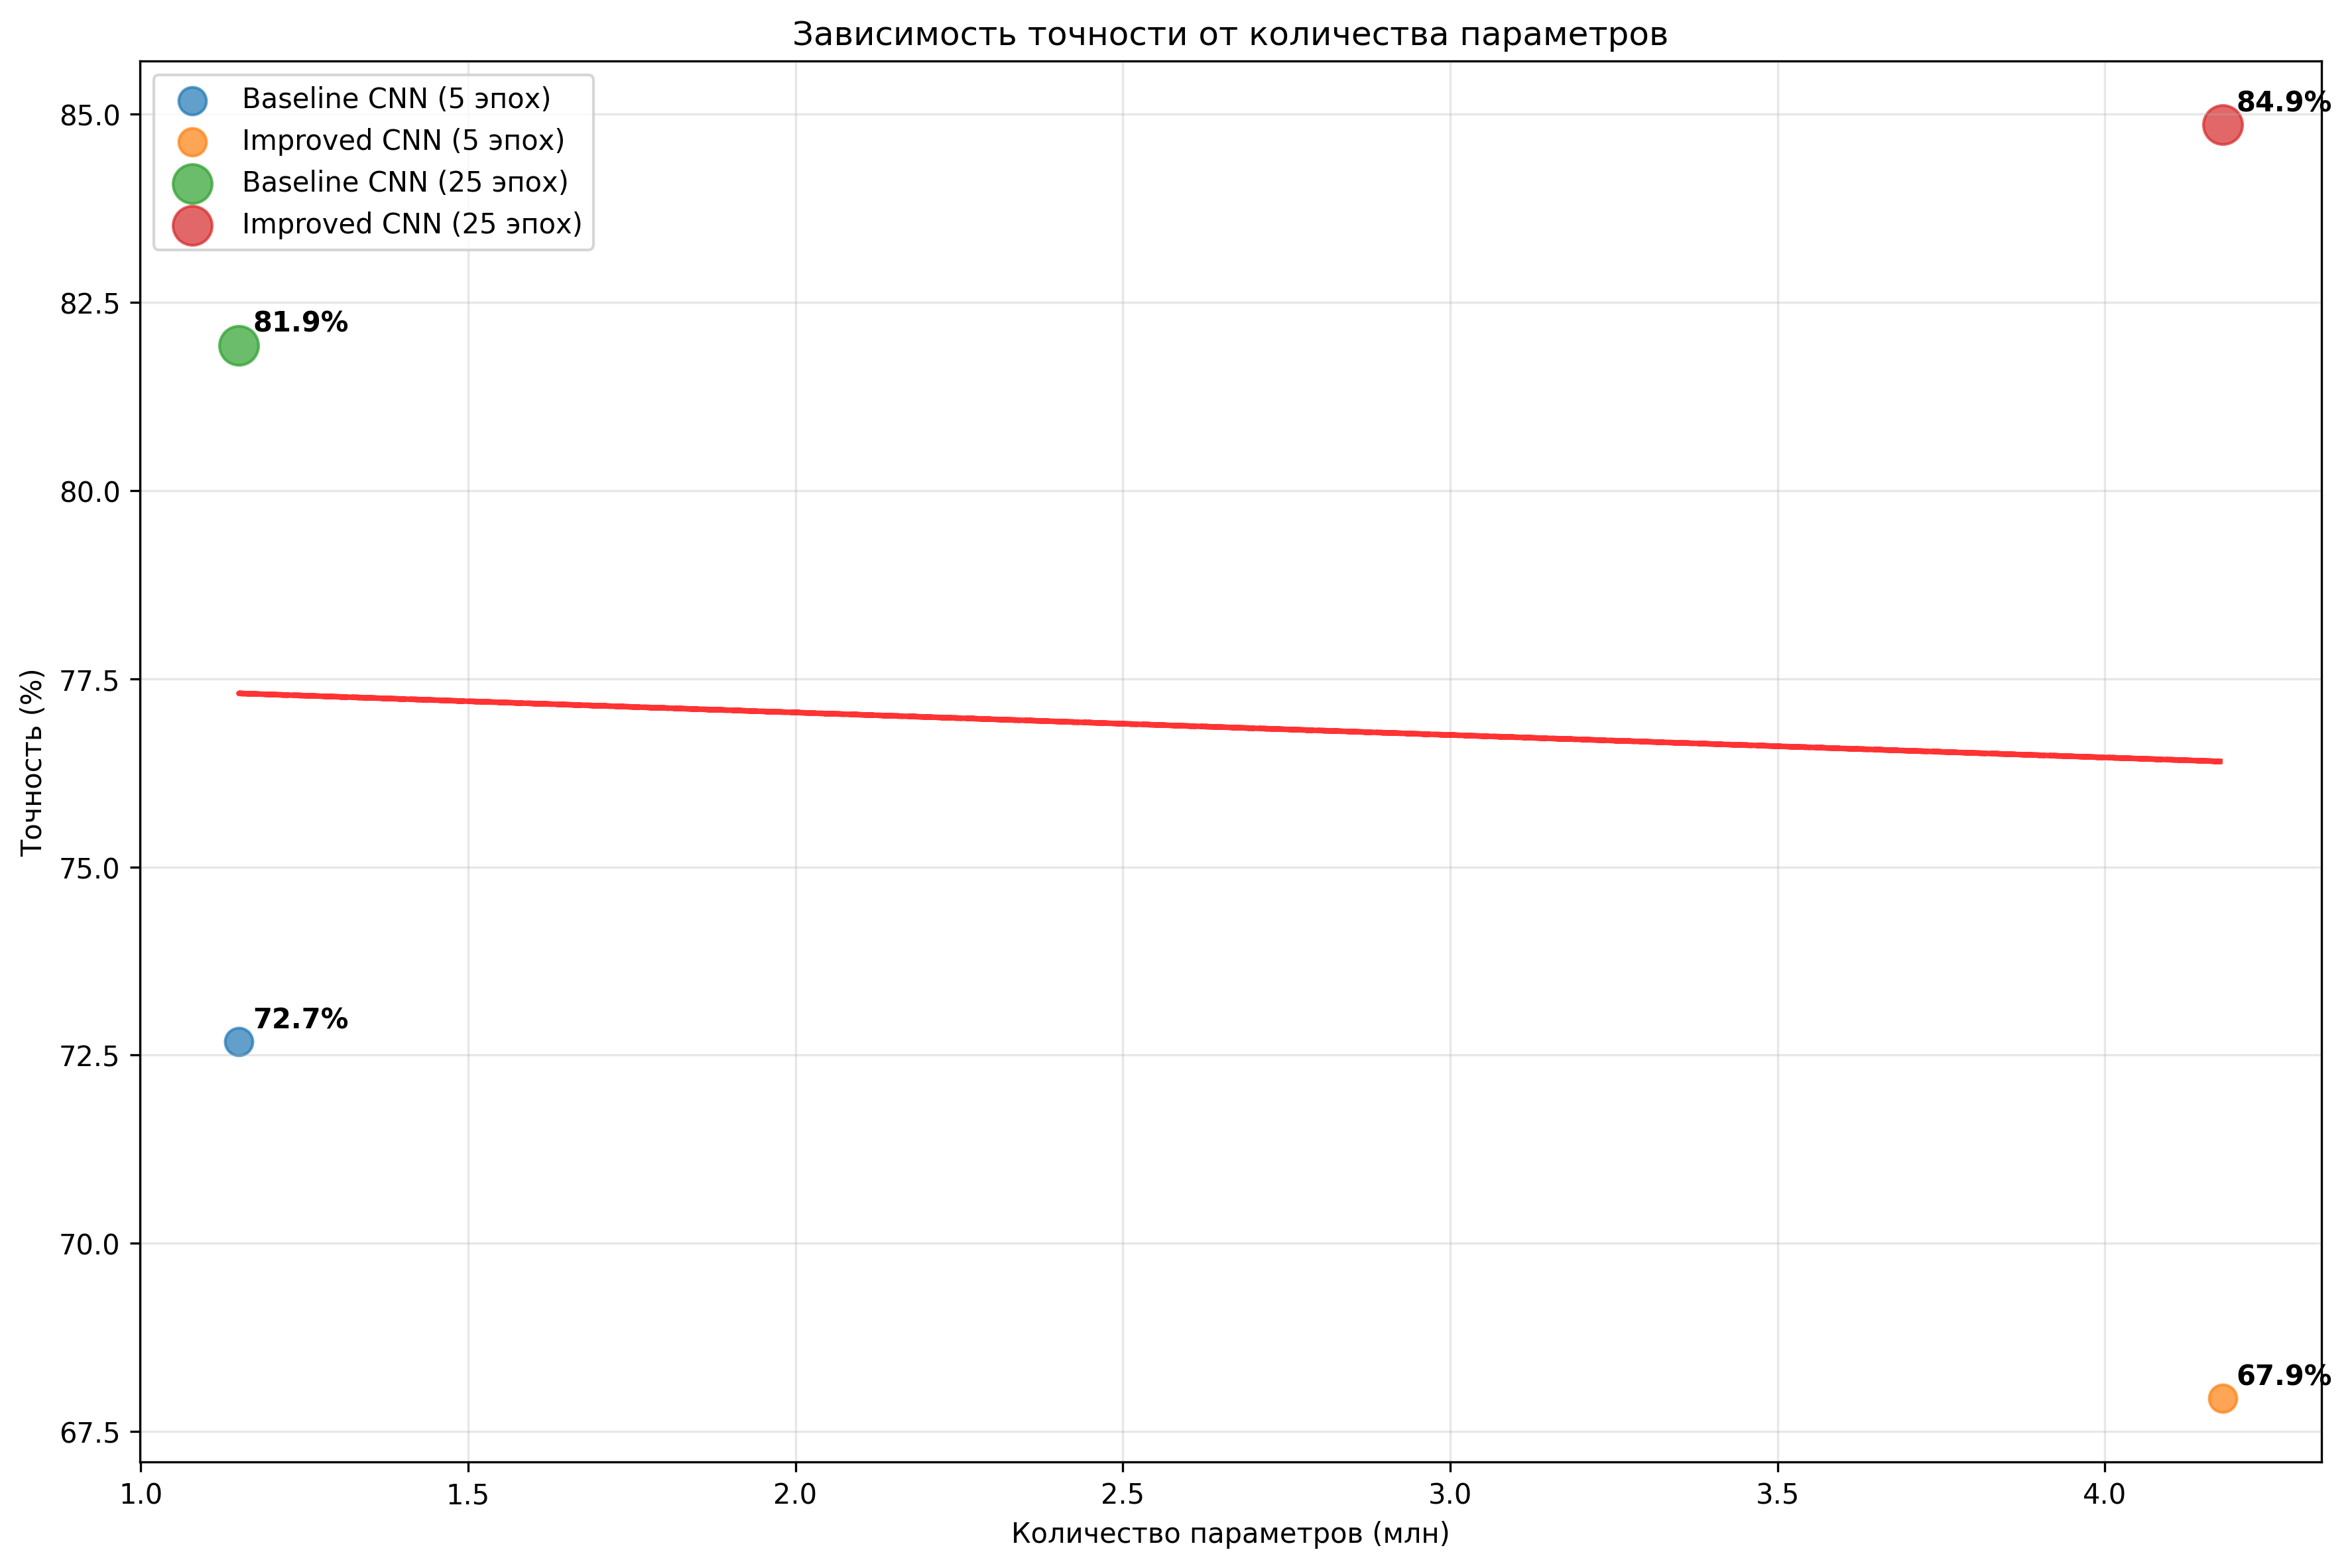 Зависимость точности от количества параметров
Baseline CNN (5 эпох)
Improved CNN (5 эпох)
Baseline CNN (25 эпох)
Improved CNN (25 эпох)
84.9%
81.9%
72.7%
67.9%
Точность (%)
85.0
82.5
80.0
77.5
75.0
72.5
70.0
67.5
1.0 1.5 2.0 2.5 3.0 3.5 4.0
Количество параметров (млн)